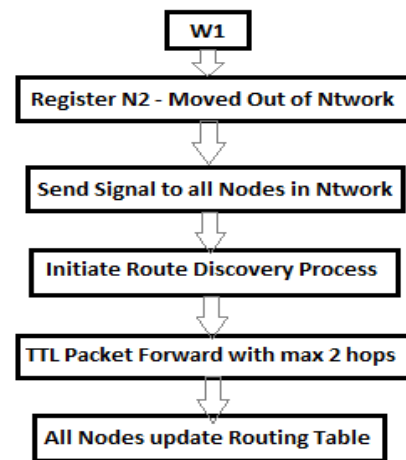 W1
Register N2 - Moved Out of Ntwork
Send Signal to all Nodes in Ntwork
Initiate Route Discovery Process
TTL Packet Forward with max 2 hops
All Nodes update Routing Table